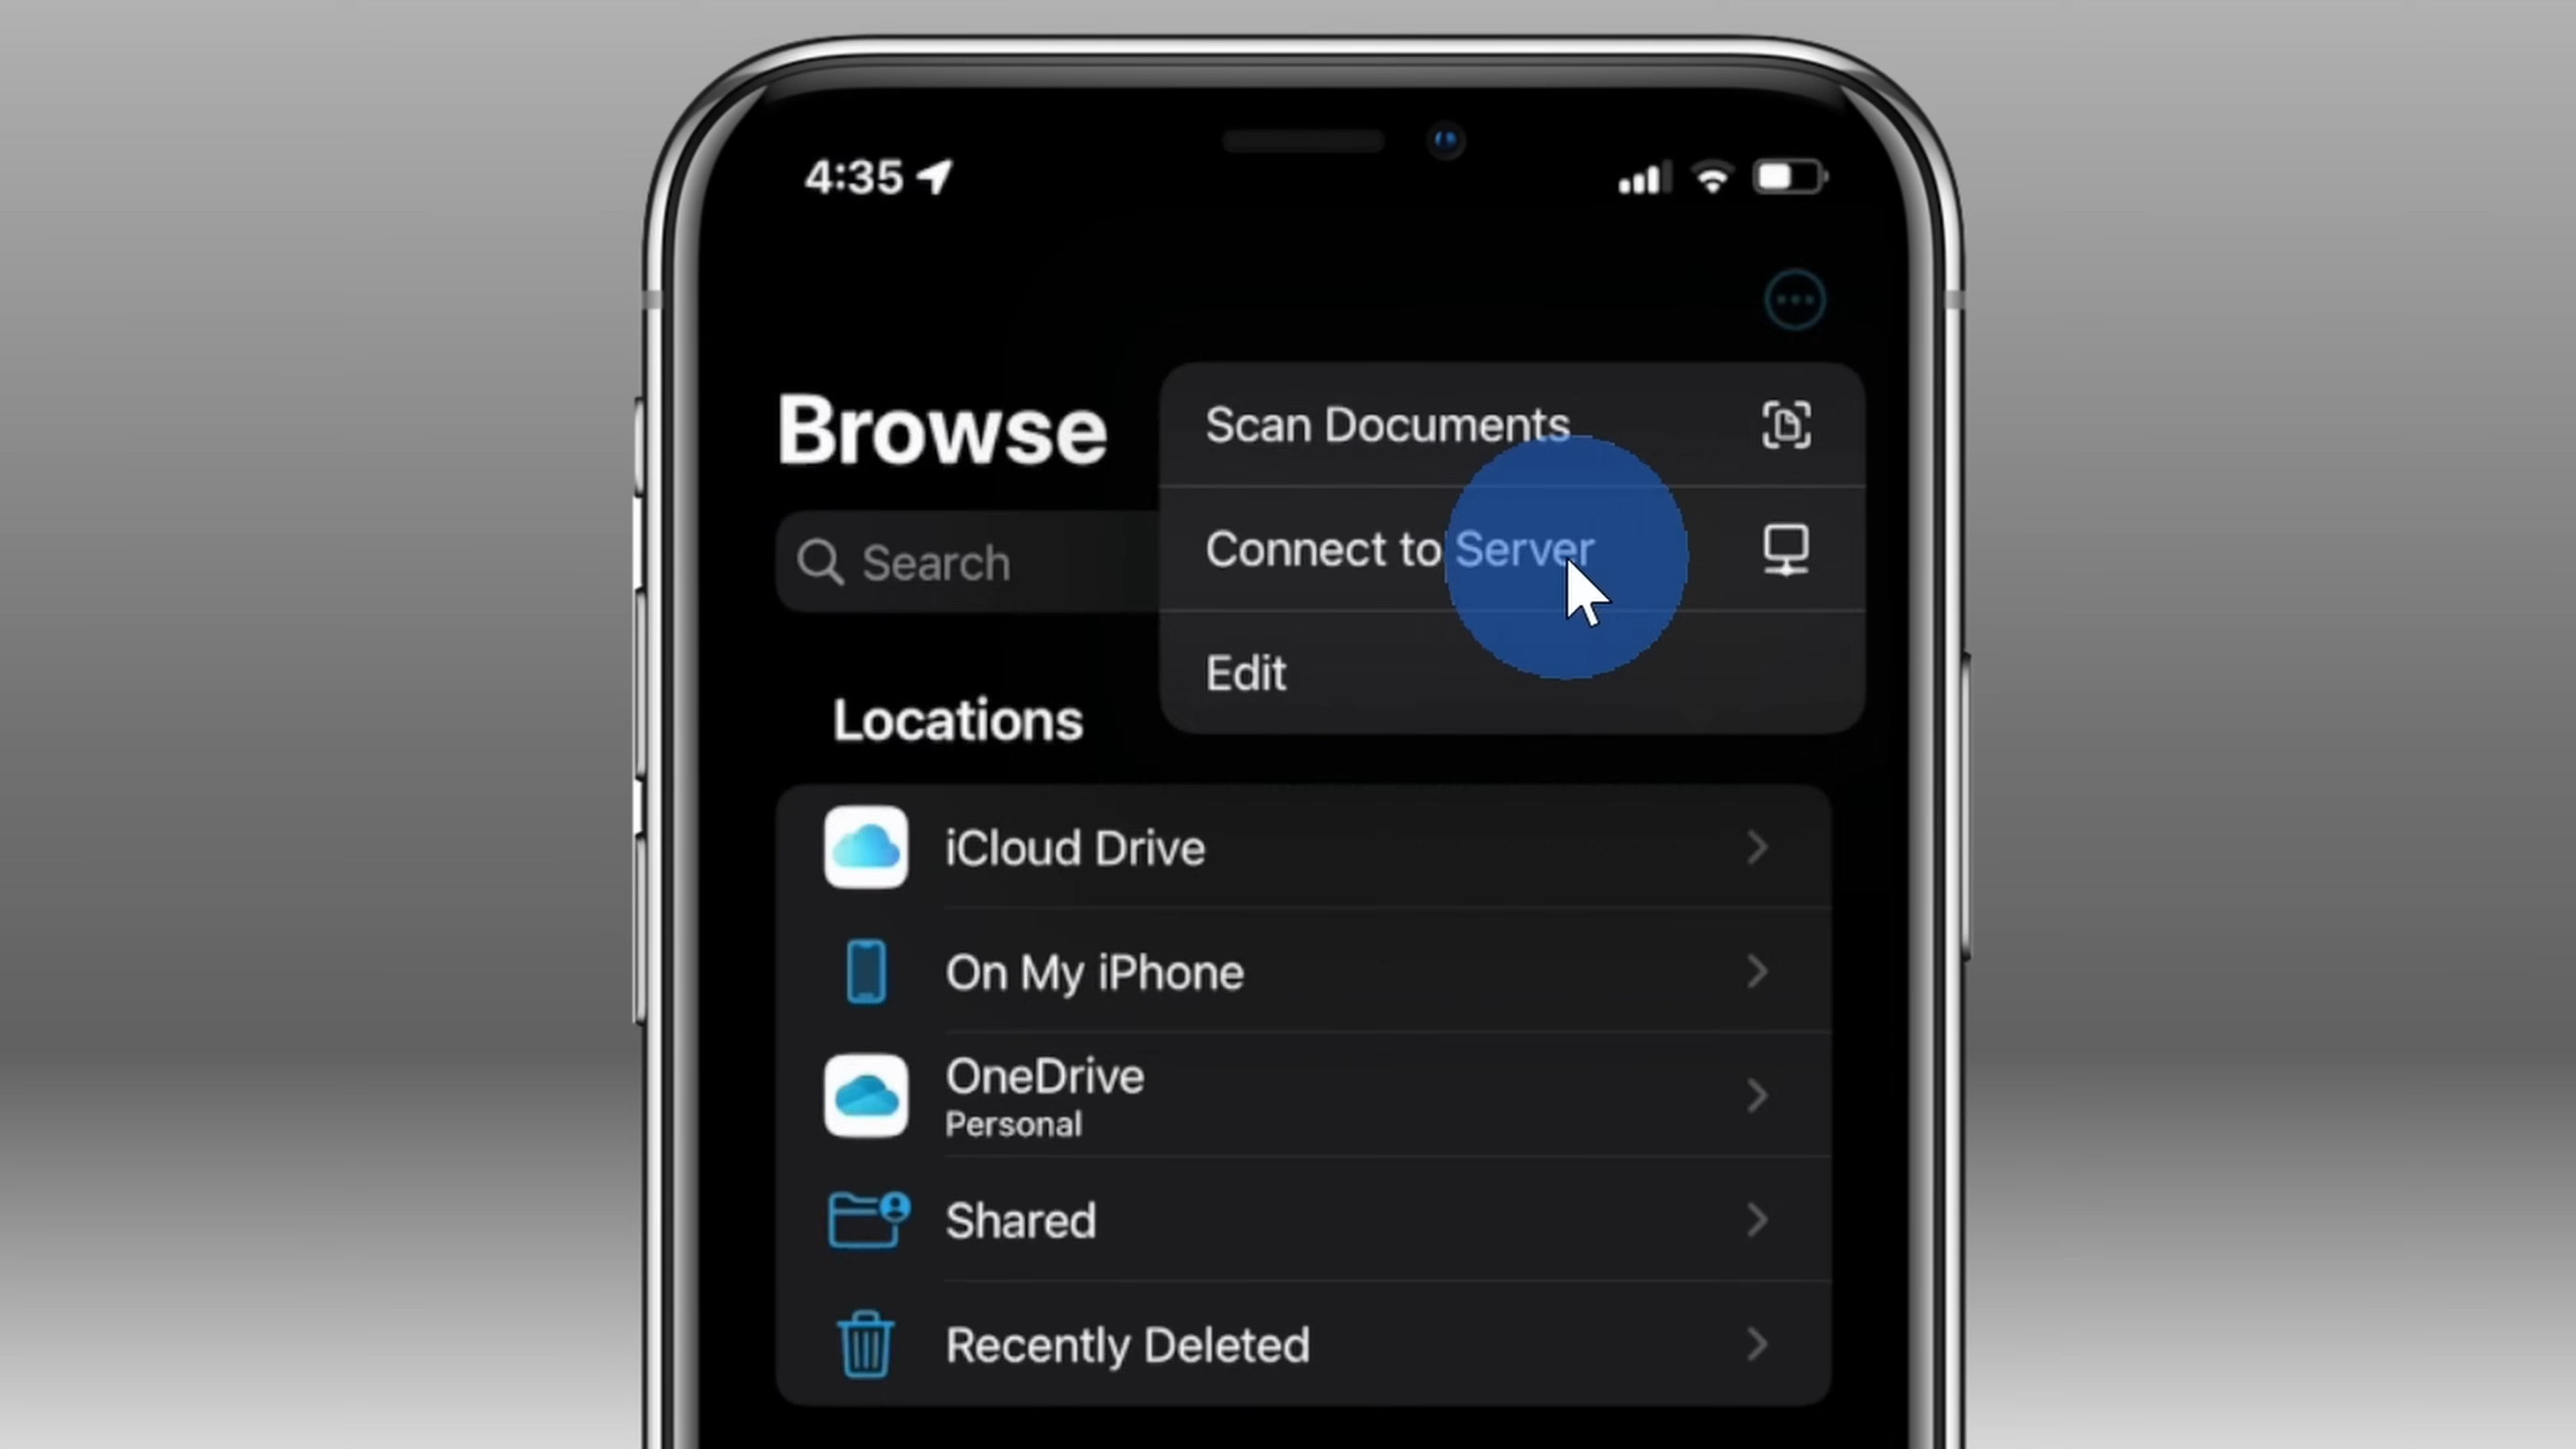 4:35
Browse
Scan Documents
Search
Connect to Server
Edit
Locations
iCloud Drive
On My iPhone
OneDrive
Personal
Shared
Recently Deleted